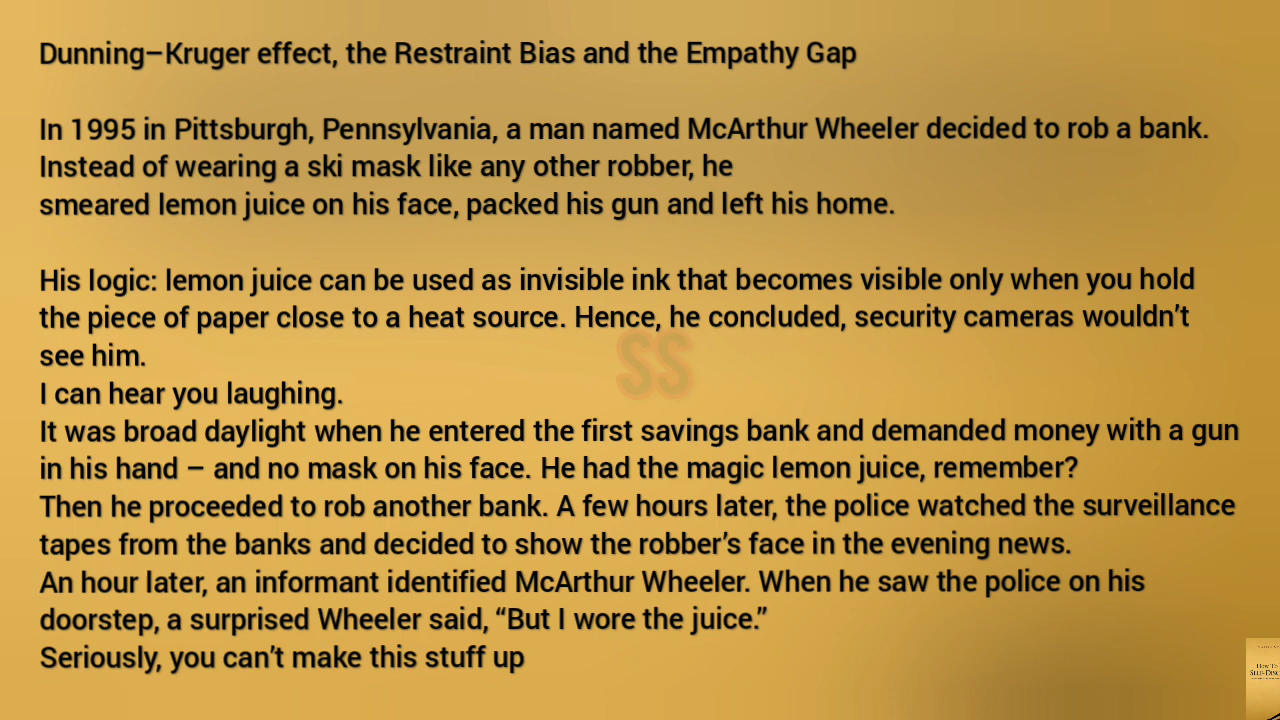 Dunning–Kruger effect, the Restraint Bias and the Empathy Gap
In 1995 in Pittsburgh, Pennsylvania, a man named McArthur Wheeler decided to rob a bank.
Instead of wearing a ski mask like any other robber, he
smeared lemon juice on his face, packed his gun and left his home.
His logic: lemon juice can be used as invisible ink that becomes visible only when you hold
the piece of paper close to a heat source. Hence, he concluded, security cameras wouldn’t
see him.
I can hear you laughing.
It was broad daylight when he entered the first savings bank and demanded money with a gun
in his hand – and no mask on his face. He had the magic lemon juice, remember?
Then he proceeded to rob another bank. A few hours later, the police watched the surveillance
tapes from the banks and decided to show the robber’s face in the evening news.
An hour later, an informant identified McArthur Wheeler. When he saw the police on his
doorstep, a surprised Wheeler said, “But I wore the juice.”
Seriously, you can’t make this stuff up
SS
How To